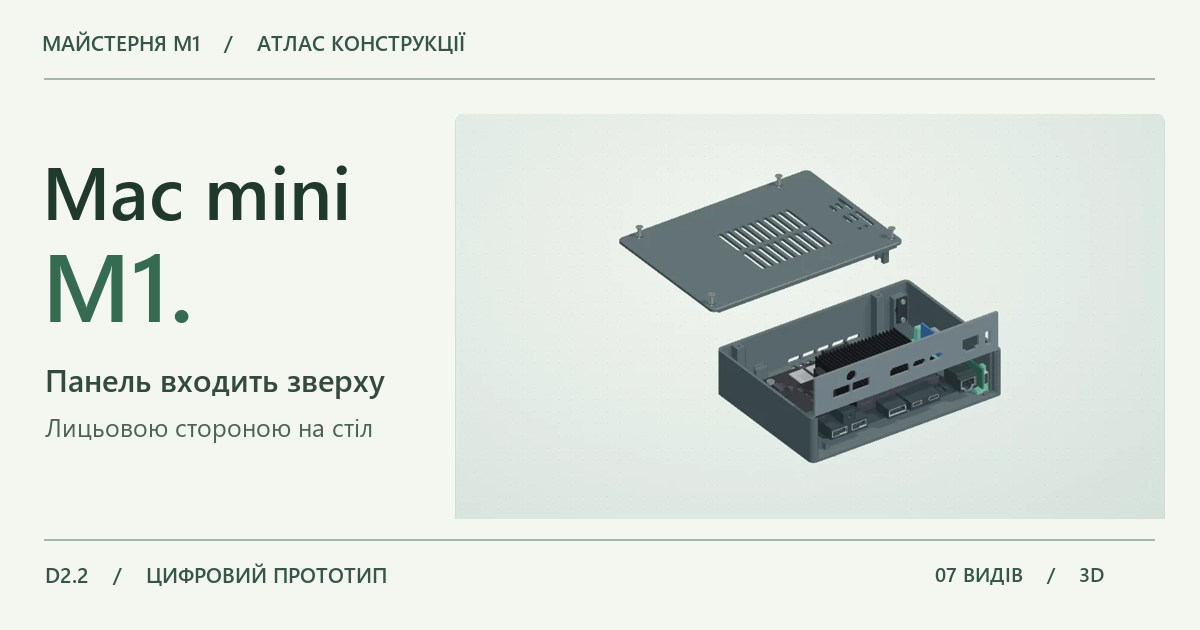 МАЙСТЕРНЯ M1 / АТЛАС КОНСТРУКЦІЇ
Mac mini
M1.
Панель входить зверху
Лицьовою стороною на стіл
D2.2 / ЦИФРОВИЙ ПРОТОТИП
07 ВИДІВ / 3D